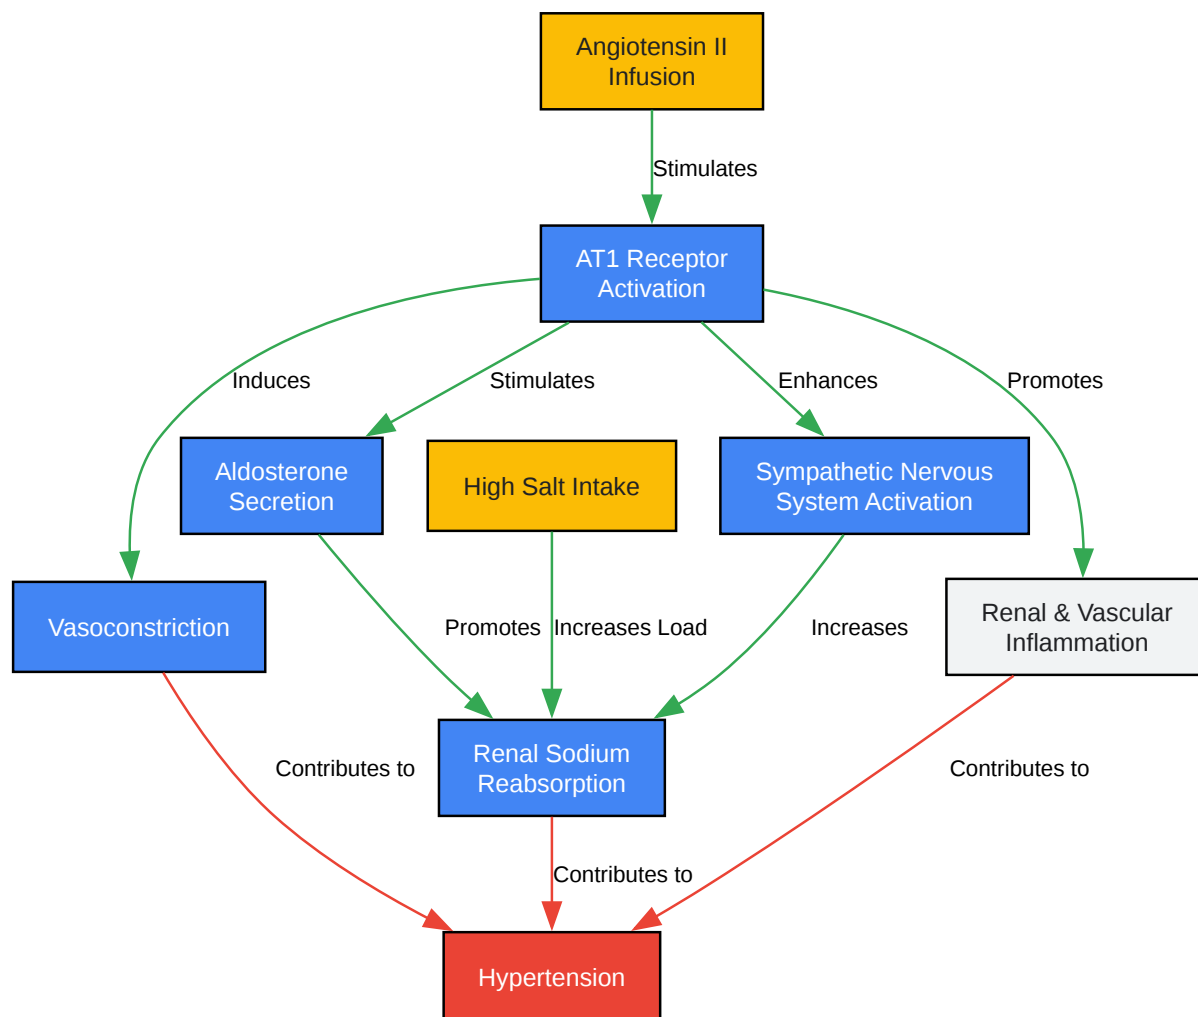 Angiotensin II
Infusion
Stimulates
AT1 Receptor
Activation
Induces
Stimulates
Enhances
Promotes
Aldosterone
Secretion
High Salt Intake
Sympathetic Nervous
System Activation
Vasoconstriction
Promotes
Increases Load
Increases
Renal & Vascular
Inflammation
Renal Sodium
Reabsorption
Contributes to
Contributes to
Contributes to
Hypertension